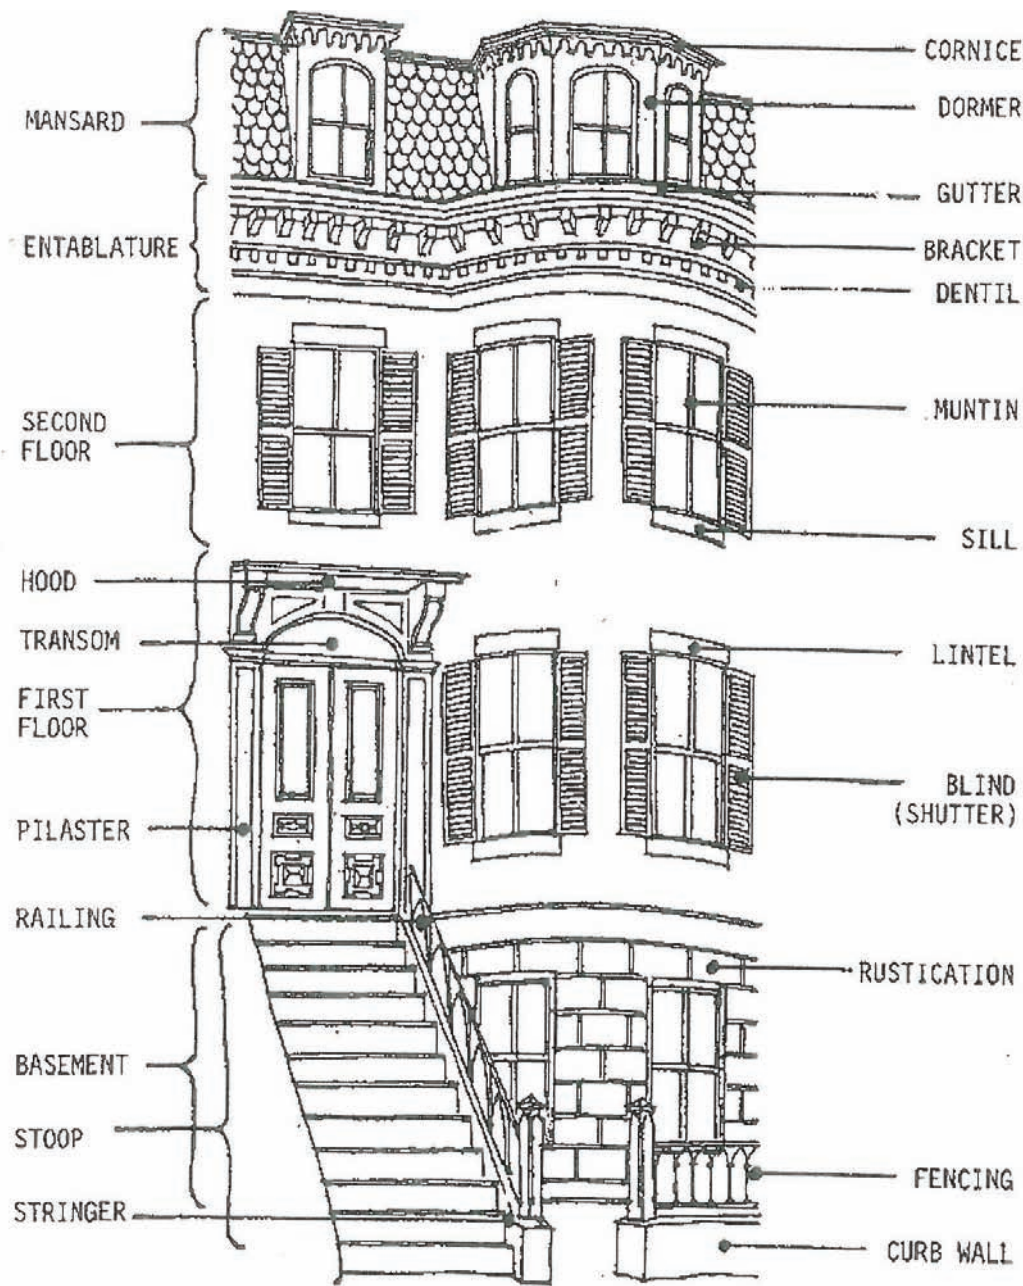 MANSARD
ENTABLATURE
SECOND
FLOOR
HOOD
TRANSOM
FIRST
FLOOR
PILASTER
RAILING
BASEMENT
STOOP
STRINGER
CORNICE
DORMER
GUTTER
BRACKET
DENTIL
MUNTIN
SILL
LINTEL
BLIND
(SHUTTER)
RUSTICATION
FENCING
CURB WALL